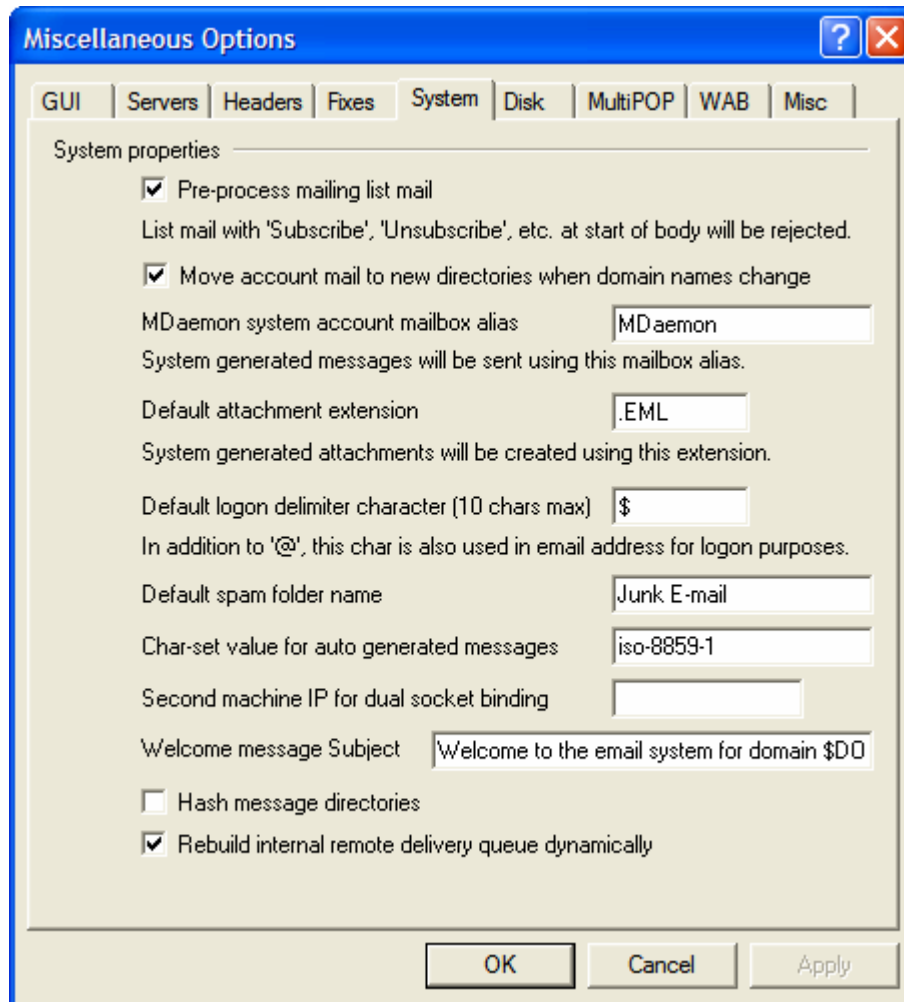 Miscellaneous Options
GUI Servers Headers Fixes System Disk MultiPOP WAB Misc
System properties
Pre-process mailing list mail
List mail with 'Subscribe', 'Unsubscribe', etc. at start of body will be rejected.
Move account mail to new directories when domain names change
MDaemon system account mailbox alias MDaemon
System generated messages will be sent using this mailbox alias.
Default attachment extension .EML
System generated attachments will be created using this extension.
Default logon delimiter character (10 chars max) $
In addition to '@', this char is also used in email address for logon purposes.
Default spam folder name Junk E-mail
Char-set value for auto generated messages iso-8859-1
Second machine IP for dual socket binding
Welcome message Subject Welcome to the email system for domain $DO
Hash message directories
Rebuild internal remote delivery queue dynamically
OK Cancel Apply